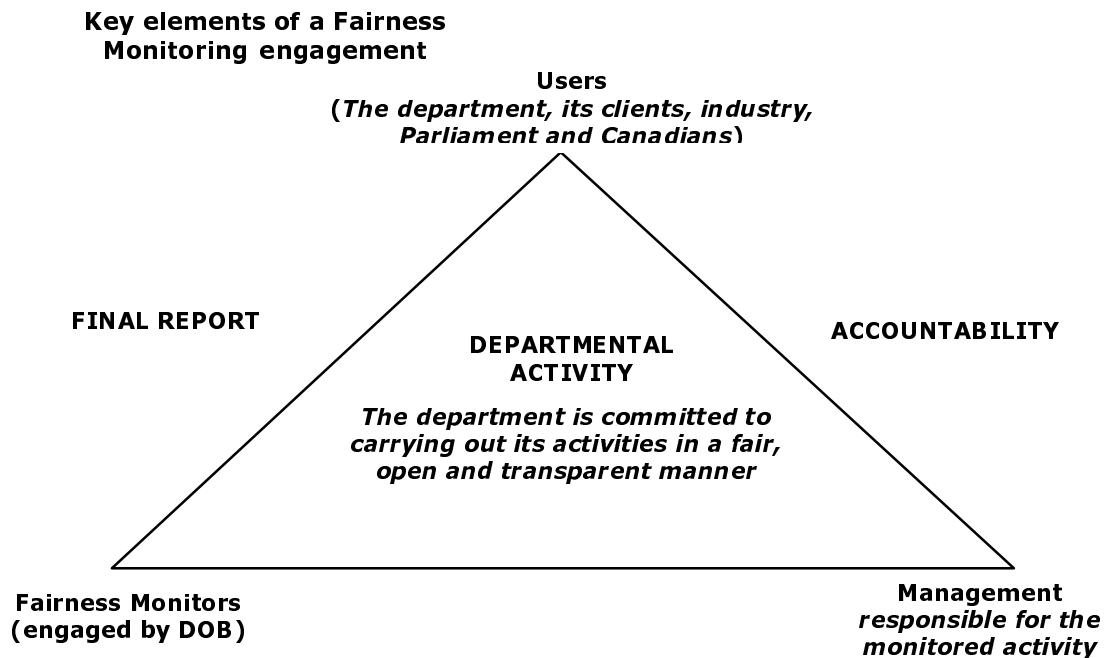 Key elements of a Fairness
Monitoring engagement
Users
(The department, its clients, industry,
Parliament and Canadians)
FINAL REPORT
ACCOUNTABILITY
DEPARTMENTAL
ACTIVITY
The department is committed to
carrying out its activities in a fair,
open and transparent manner
Fairness Monitors
(engaged by DOB)
Management
responsible for the
monitored activity